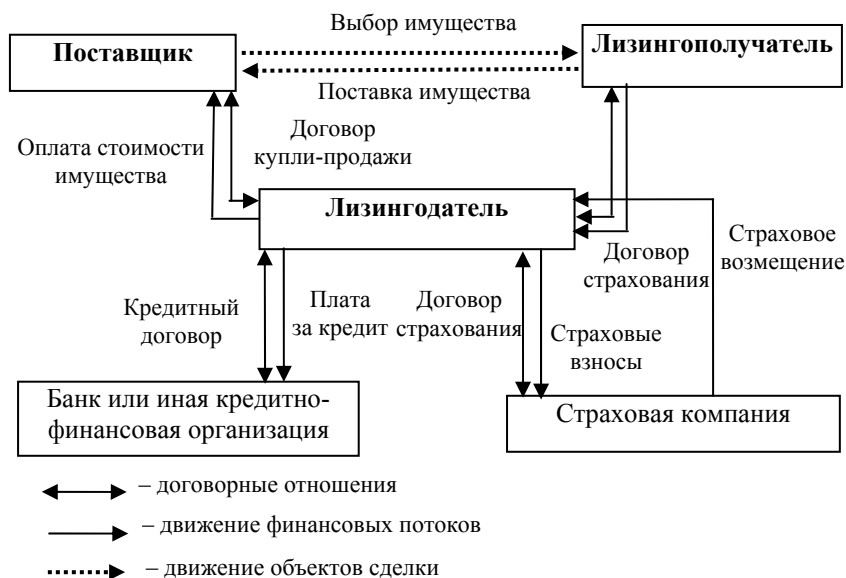 Выбор имущества
Поставщик
Лизингополучатель
Поставка имущества
Оплата стоимости
имущества
Договор
купли-продажи
Лизингодатель
Договор
страхования
Страховое
возмещение
Кредитный
договор
Плата
за кредит
Договор
страхования
Страховые
взносы
Банк или иная кредитно-
финансовая организация
Страховая компания
– договорные отношения
– движение финансовых потоков
– движение объектов сделки